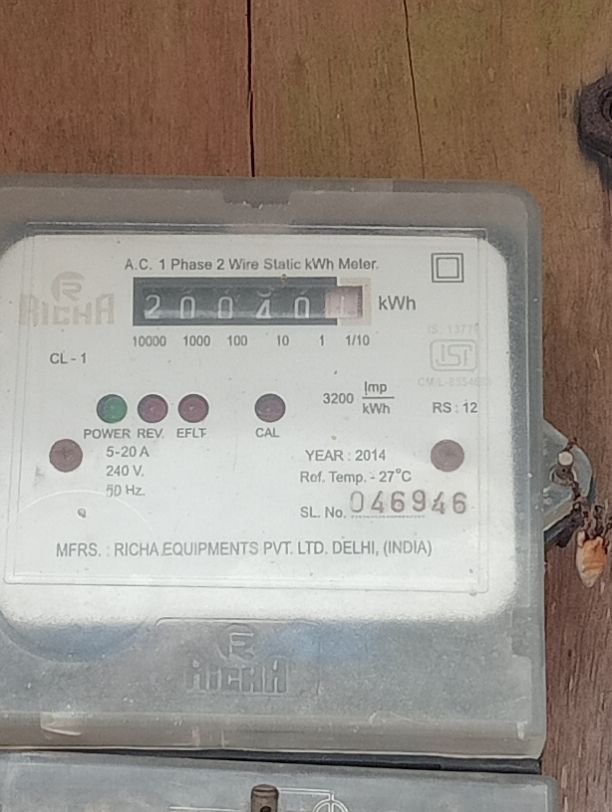 A.C. 1 Phase 2 Wire Static kWh Meter.
RICHA
2 0 0 4 0 kWh
10000 1000 100 10 1 1/10
IS. 13779
CL - 1
3200 Imp/kWh
RS : 12
POWER REV. EFLT CAL
5-20 A
240 V.
50 Hz.
YEAR : 2014
Ref. Temp. - 27°C
SL. No. 046946
MFRS. : RICHA EQUIPMENTS PVT. LTD. DELHI, (INDIA)
RICHA